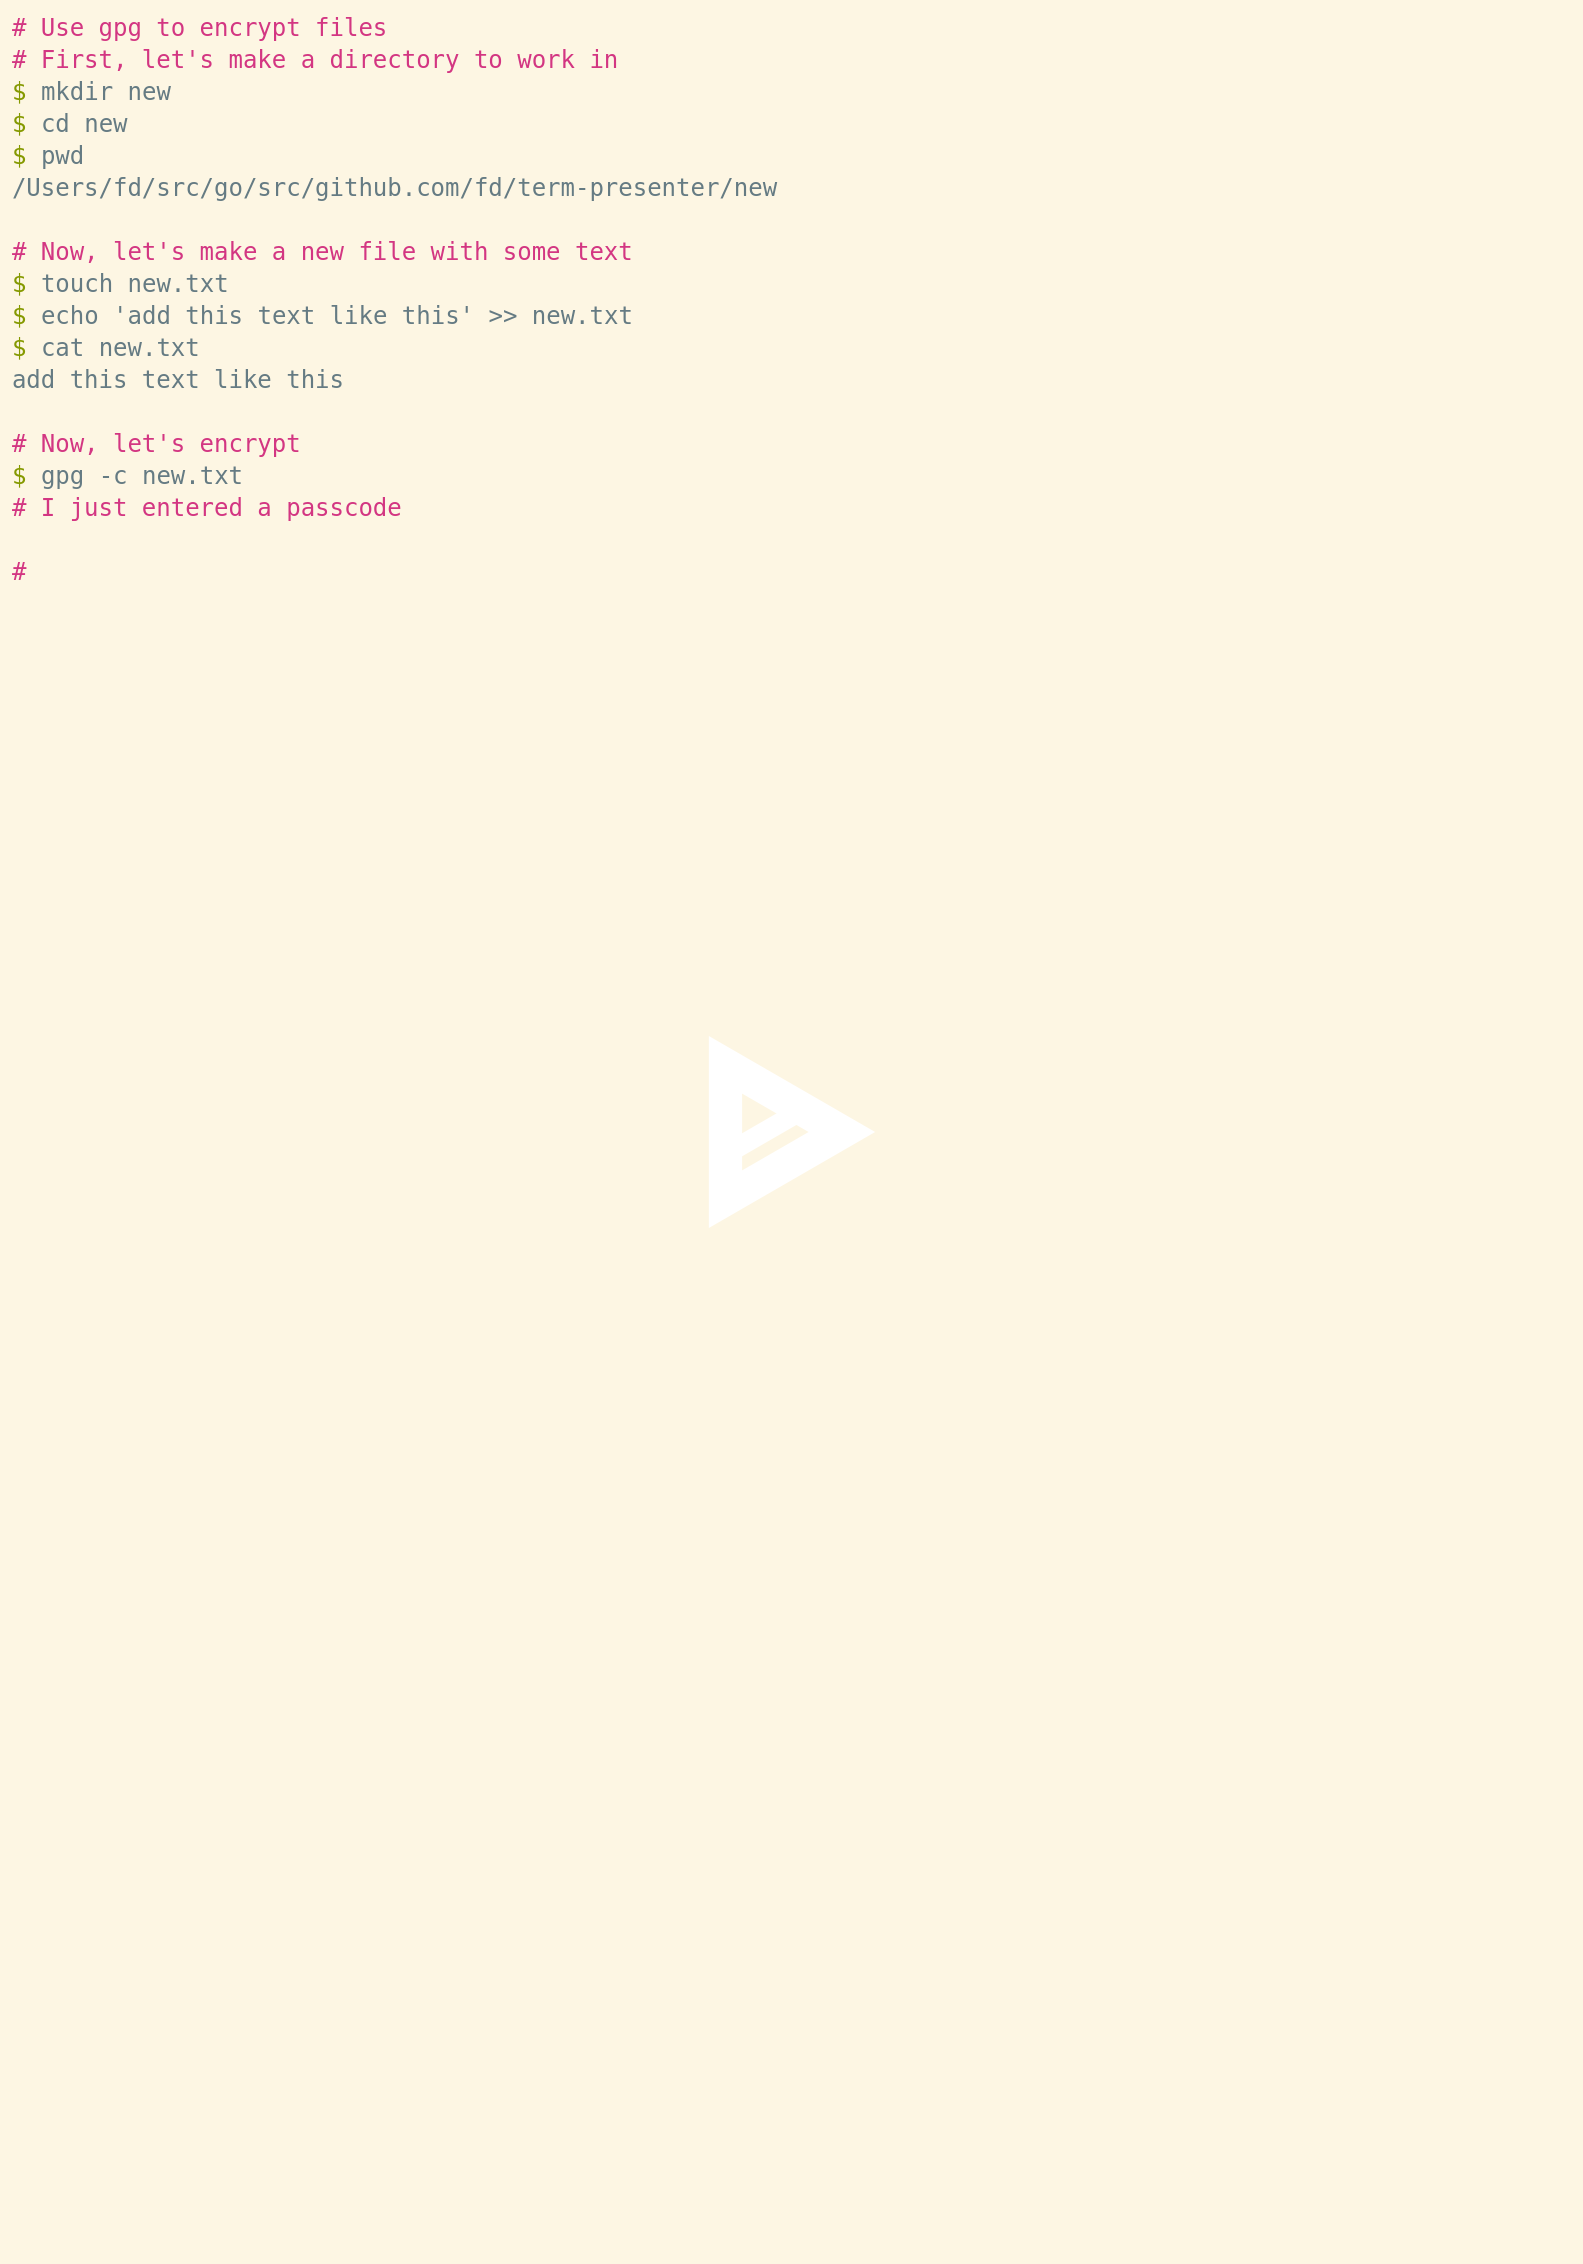 # Use gpg to encrypt files
# First, let's make a directory to work in
$ mkdir new
$ cd new
$ pwd
/Users/fd/src/go/src/github.com/fd/term-presenter/new
# Now, let's make a new file with some text
$ touch new.txt
$ echo 'add this text like this' >> new.txt
$ cat new.txt
add this text like this
# Now, let's encrypt
$ gpg -c new.txt
# I just entered a passcode
#